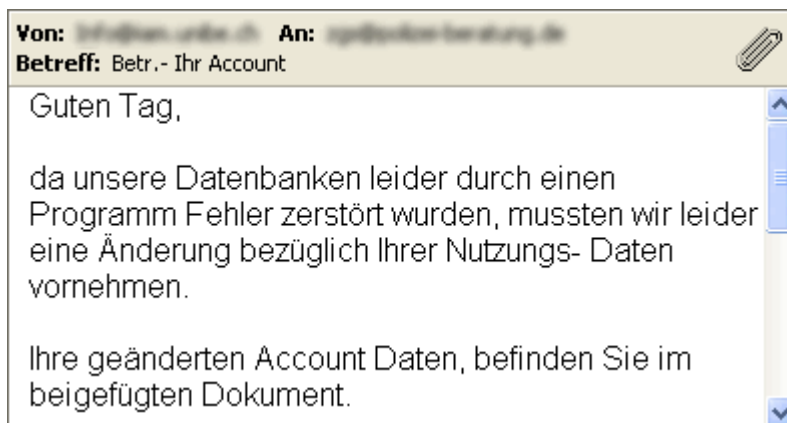 Von: An:
Betreff: Betr.- Ihr Account
Guten Tag,
da unsere Datenbanken leider durch einen
Programm Fehler zerstört wurden, mussten wir leider
eine Änderung bezüglich Ihrer Nutzungs- Daten
vornehmen.
Ihre geänderten Account Daten, befinden Sie im
beigefügten Dokument.